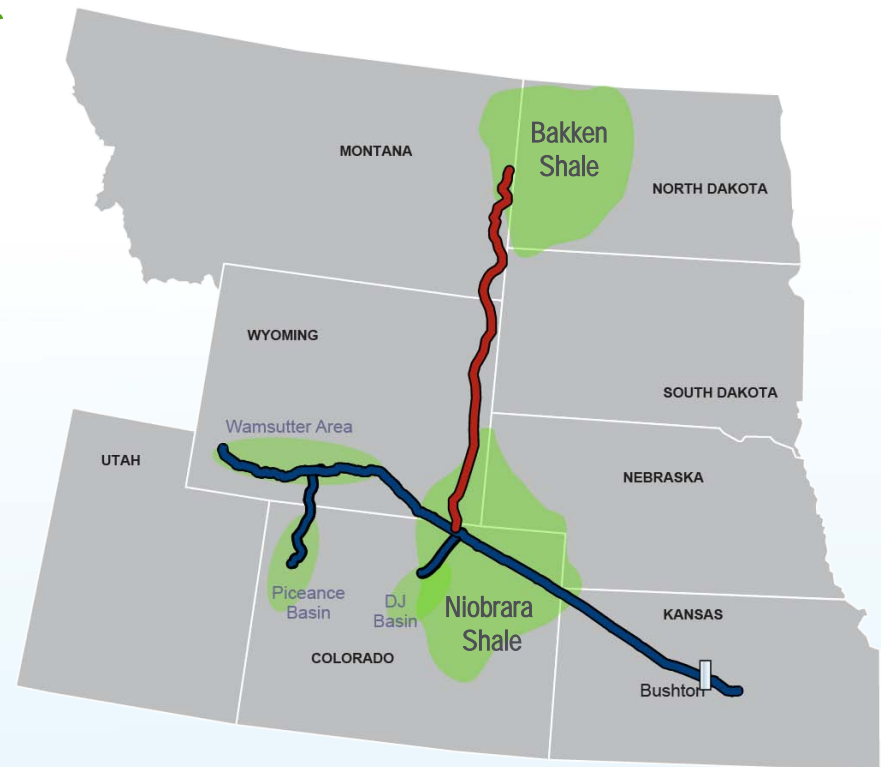 Bakken
Shale
MONTANA
NORTH DAKOTA
WYOMING
SOUTH DAKOTA
Wamsutter Area
UTAH
NEBRASKA
Piceance
Basin
DJ
Basin
Niobrara
Shale
KANSAS
COLORADO
Bushton